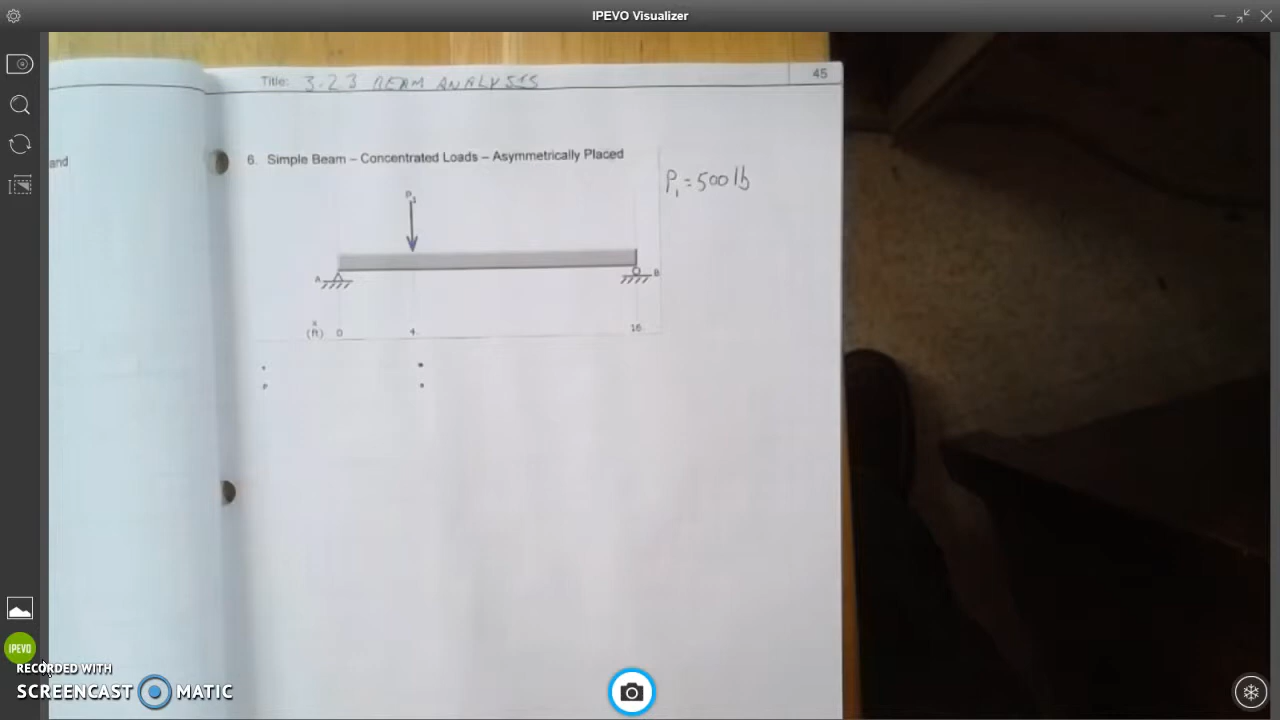 IPEVO Visualizer
Title: 3.2.3 BEAM ANALYSIS
45
and
6. Simple Beam – Concentrated Loads – Asymmetrically Placed
P₁ = 500 lb
P₁
A
B
x
(ft) 0 4 16
IPEVO
RECORDED WITH
SCREENCAST MATIC